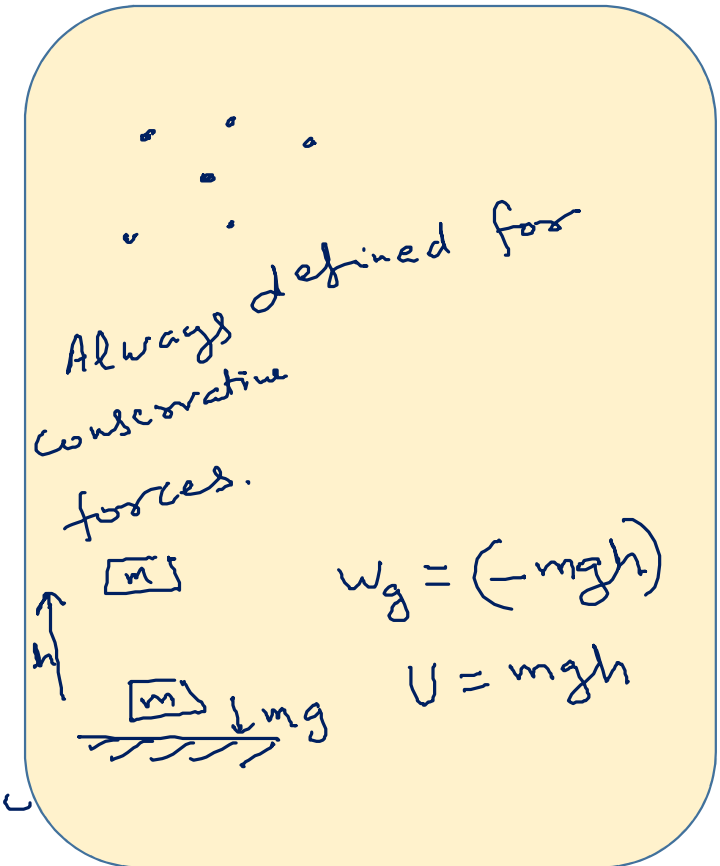 Always defined for
conservative
forces.
m
h
m
mg
Wg = (-mgh)
U = mgh